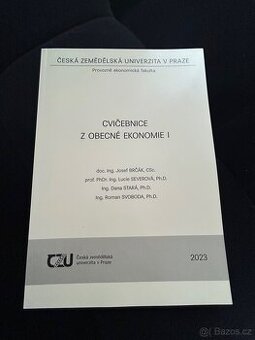 ČESKÁ ZEMĚDĚLSKÁ UNIVERZITA V PRAZE
Provozně ekonomická fakulta
CVIČEBNICE
Z OBECNÉ EKONOMIE I
doc. Ing. Josef BRČÁK, CSc.
prof. PhDr. Ing. Lucie SEVEROVÁ, Ph.D.
Ing. Dana STARÁ, Ph.D.
Ing. Roman SVOBODA, Ph.D.
ČZU
Česká zemědělská
univerzita v Praze
2023
Bazoš.cz